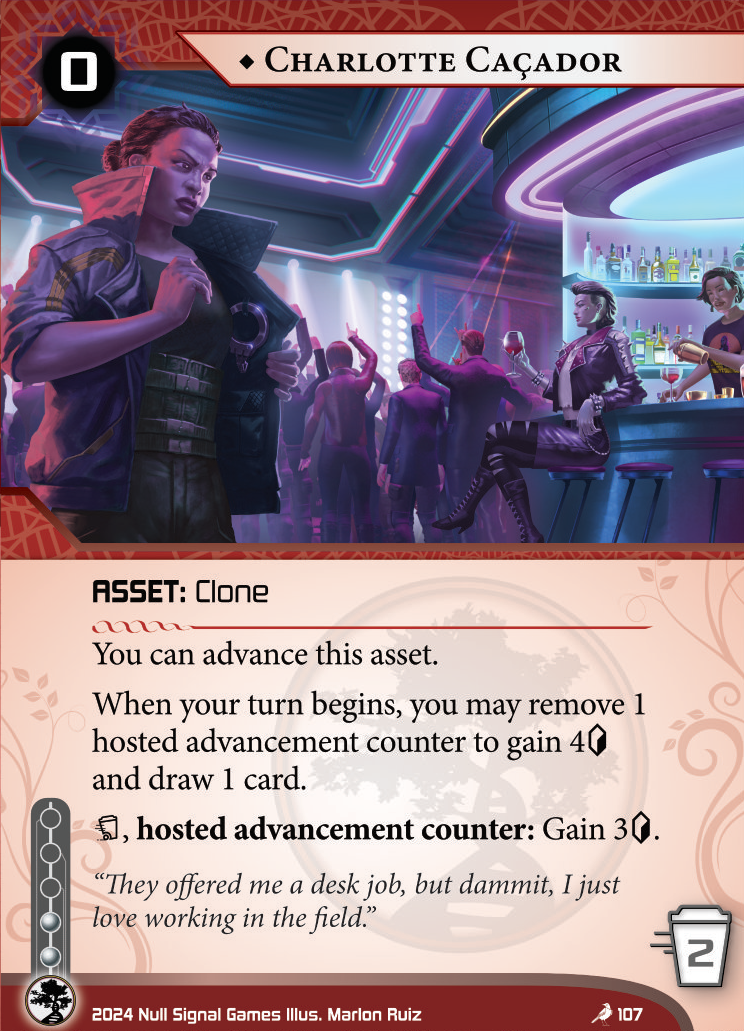 0
◆ Charlotte Caçador
ASSET: Clone
You can advance this asset.
When your turn begins, you may remove 1
hosted advancement counter to gain 4
and draw 1 card.
, hosted advancement counter: Gain 3.
“They offered me a desk job, but dammit, I just
love working in the field.”
2
2024 Null Signal Games Illus. Marlon Ruiz
107